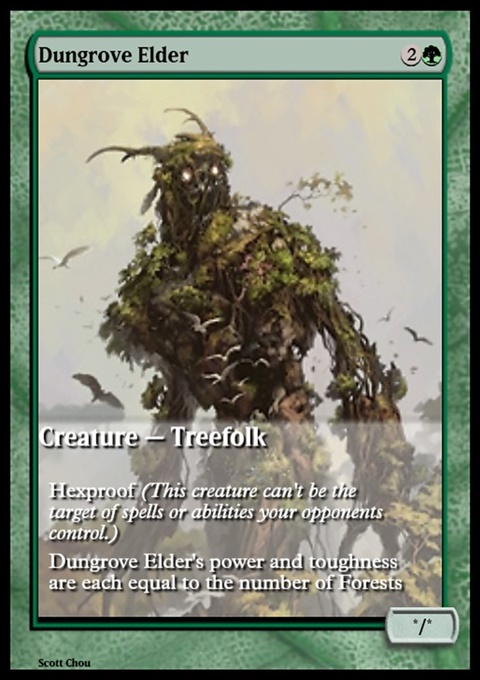 Dungrove Elder 2
Creature — Treefolk
Hexproof (This creature can't be the
target of spells or abilities your opponents
control.)
Dungrove Elder's power and toughness
are each equal to the number of Forests
*/*
Scott Chou